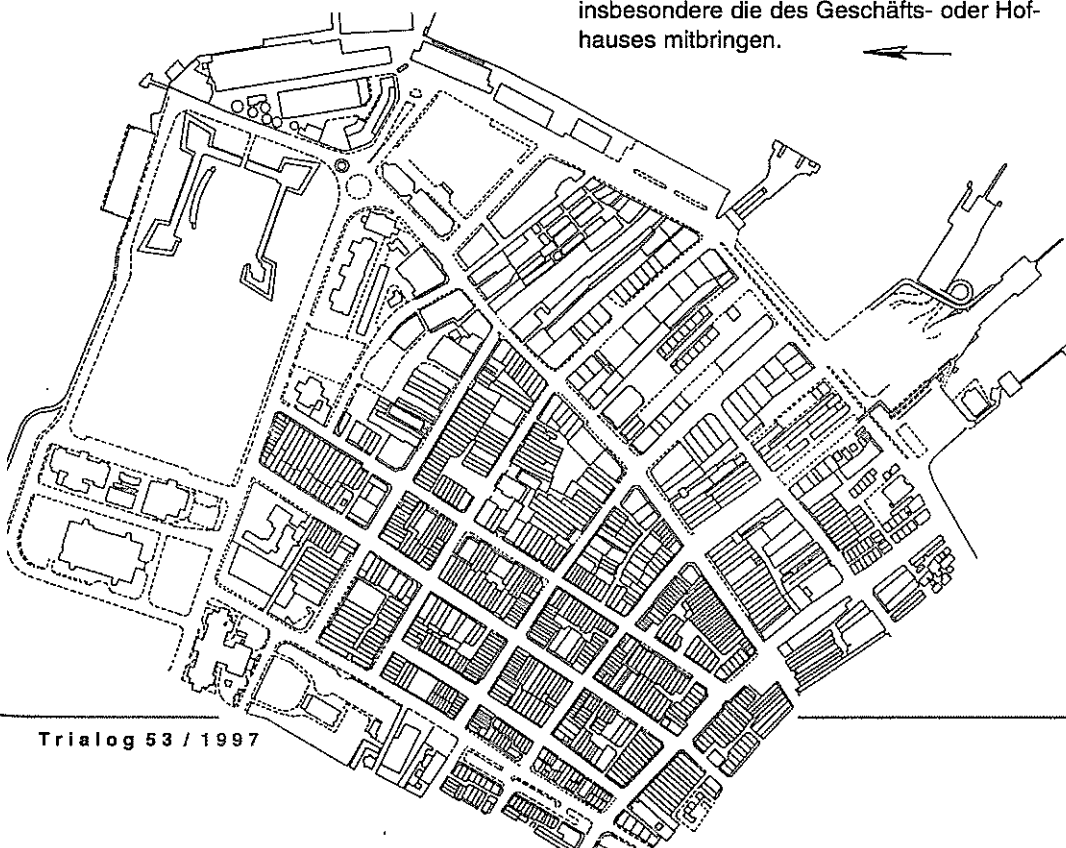 insbesondere die des Geschäfts- oder Hof-
hauses mitbringen.
Trialog 53 / 1997